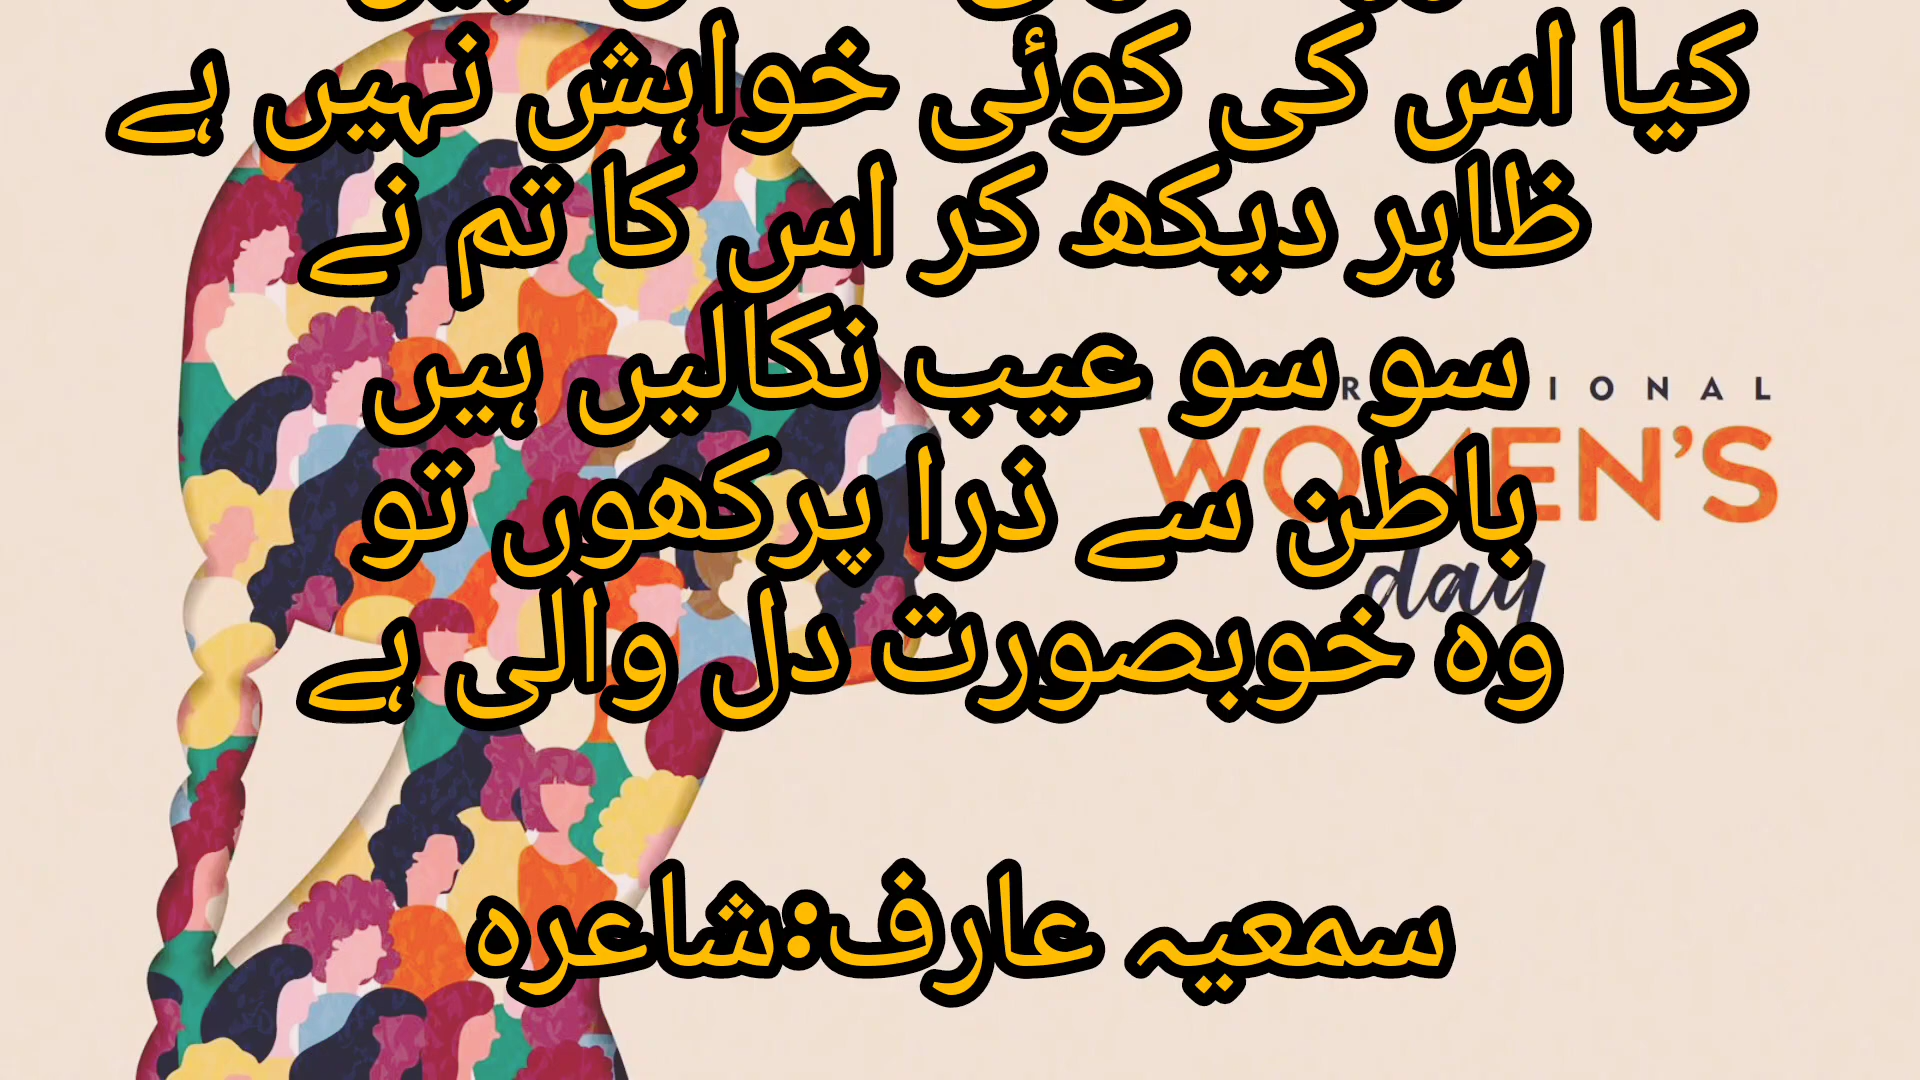 کیا اس کی کوئی خواہش نہیں ہے
ظاہر دیکھ کر اس کا تم نے
سو سو عیب نکالیں ہیں
باطن سے ذرا پرکھوں تو
وہ خوبصورت دل والی ہے
سمعیہ عارف:شاعرہ
WOMEN'S
day